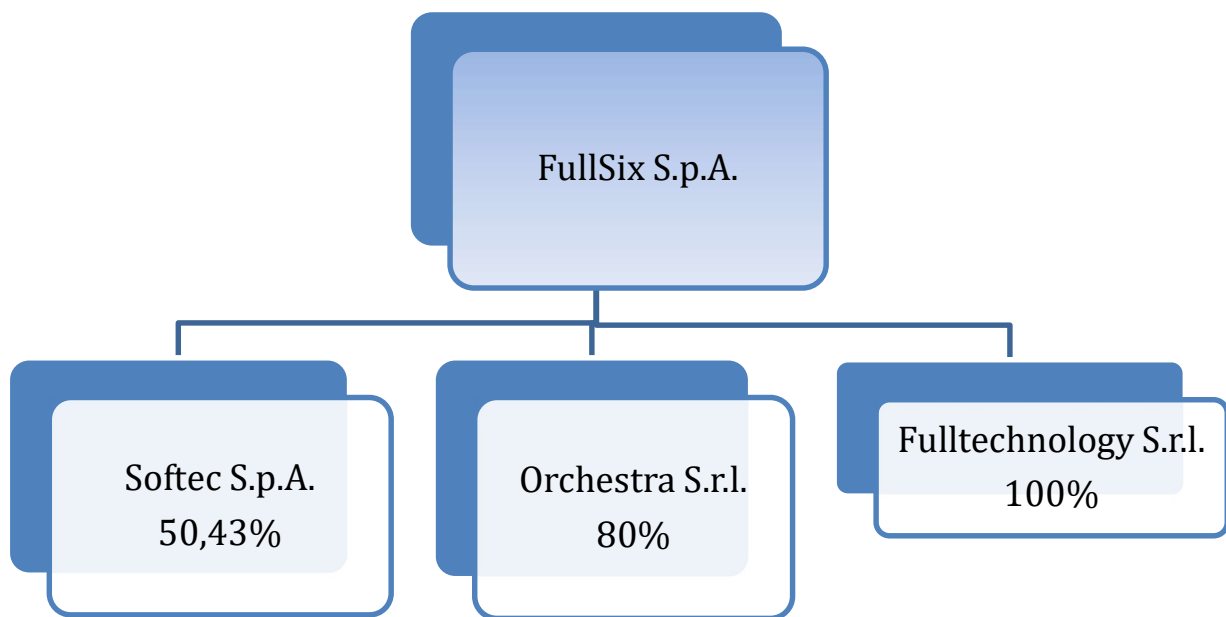 FullSix S.p.A.
Softec S.p.A.
50,43%
Orchestra S.r.l.
80%
Fulltechnology S.r.l.
100%